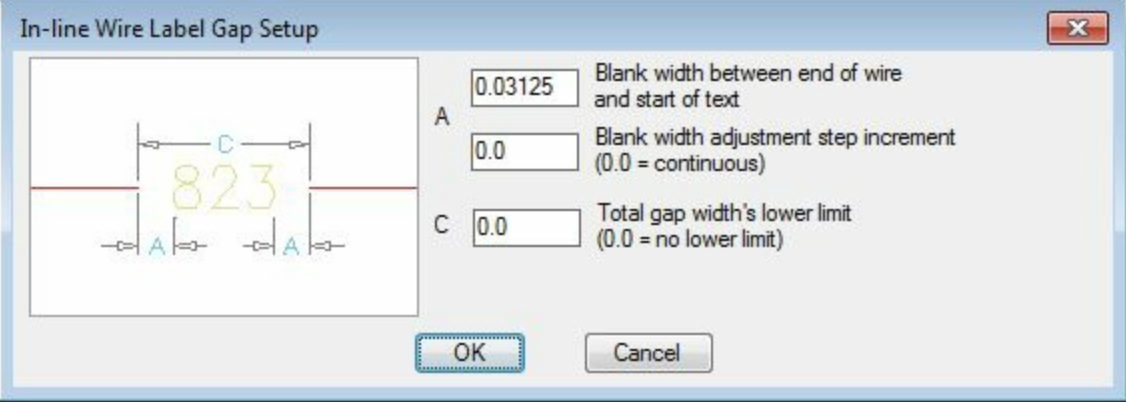 In-line Wire Label Gap Setup
C
823
A A
A
0.03125
Blank width between end of wire
and start of text
0.0
Blank width adjustment step increment
(0.0 = continuous)
C
0.0
Total gap width's lower limit
(0.0 = no lower limit)
OK
Cancel